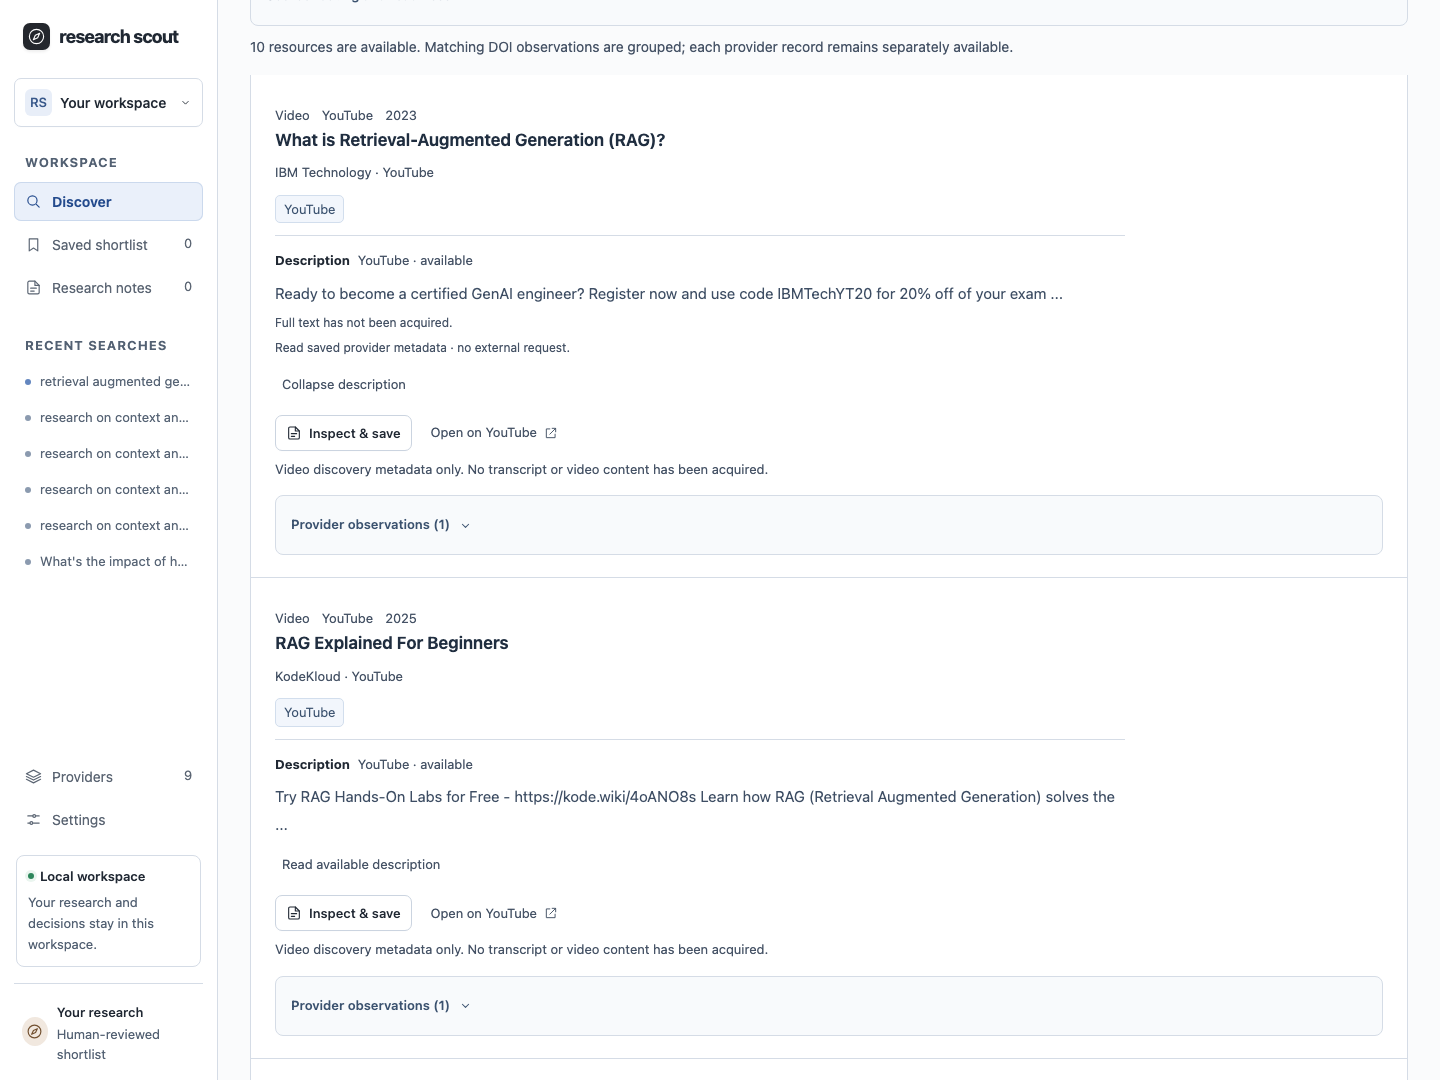 research scout
RS Your workspace
WORKSPACE
Discover
Saved shortlist 0
Research notes 0
RECENT SEARCHES
retrieval augmented ge...
research on context an...
research on context an...
research on context an...
research on context an...
What's the impact of h...
Providers 9
Settings
Local workspace
Your research and
decisions stay in this
workspace.
Your research
Human-reviewed
shortlist
10 resources are available. Matching DOI observations are grouped; each provider record remains separately available.
Video YouTube 2023
What is Retrieval-Augmented Generation (RAG)?
IBM Technology · YouTube
YouTube
Description YouTube · available
Ready to become a certified GenAI engineer? Register now and use code IBMTechYT20 for 20% off of your exam ...
Full text has not been acquired.
Read saved provider metadata · no external request.
Collapse description
Inspect & save Open on YouTube
Video discovery metadata only. No transcript or video content has been acquired.
Provider observations (1)
Video YouTube 2025
RAG Explained For Beginners
KodeKloud · YouTube
YouTube
Description YouTube · available
Try RAG Hands-On Labs for Free - https://kode.wiki/4oANO8s Learn how RAG (Retrieval Augmented Generation) solves the
...
Read available description
Inspect & save Open on YouTube
Video discovery metadata only. No transcript or video content has been acquired.
Provider observations (1)